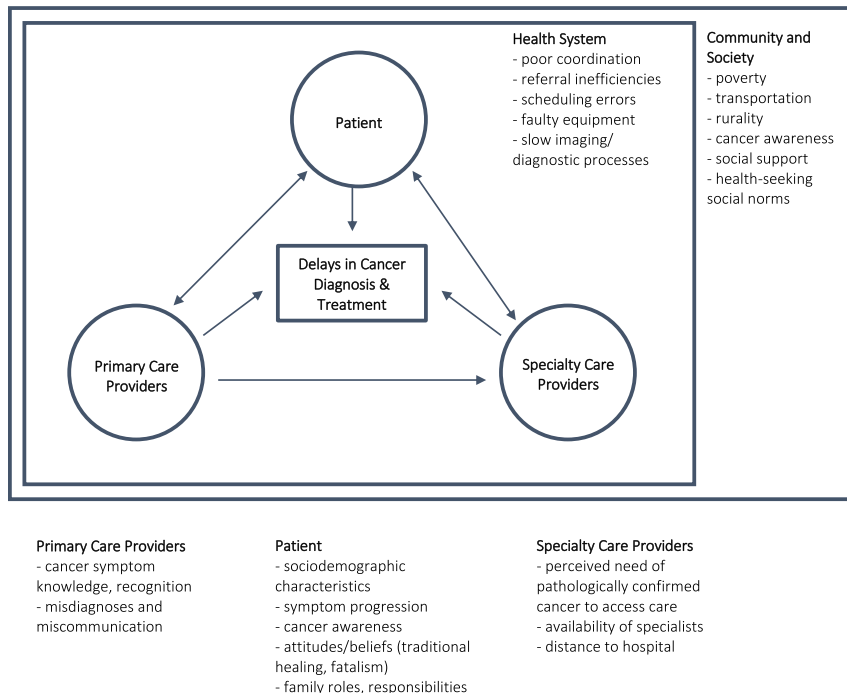 Health System
- poor coordination
- referral inefficiencies
- scheduling errors
- faulty equipment
- slow imaging/
diagnostic processes
Community and
Society
- poverty
- transportation
- rurality
- cancer awareness
- social support
- health-seeking
social norms
Patient
Delays in Cancer
Diagnosis &
Treatment
Primary Care
Providers
Specialty Care
Providers
Primary Care Providers
- cancer symptom
knowledge, recognition
- misdiagnoses and
miscommunication
Patient
- sociodemographic
characteristics
- symptom progression
- cancer awareness
- attitudes/beliefs (traditional
healing, fatalism)
- family roles, responsibilities
Specialty Care Providers
- perceived need of
pathologically confirmed
cancer to access care
- availability of specialists
- distance to hospital